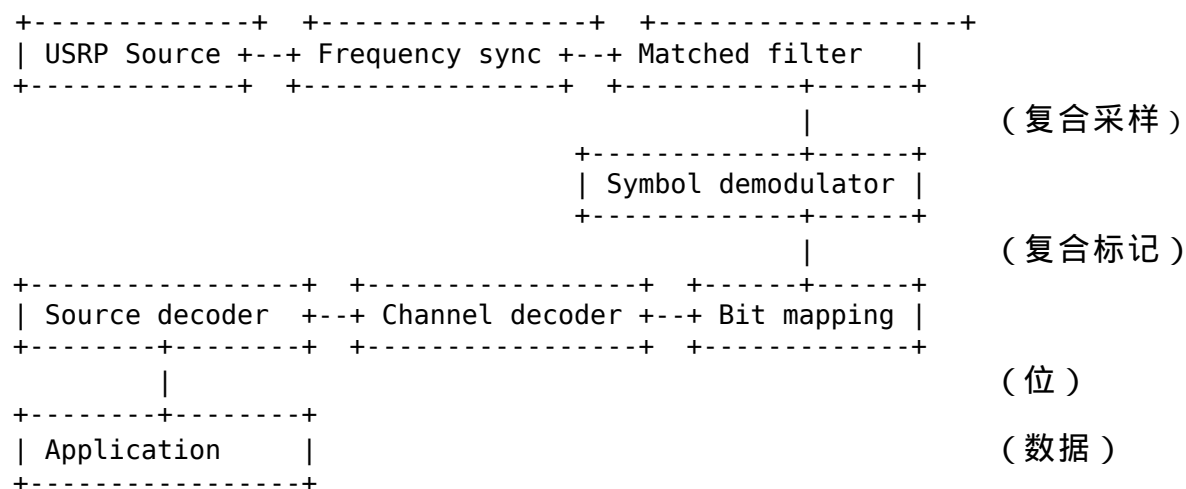 +-------------+  +----------------+  +------------------+
| USRP Source +--+ Frequency sync +--+ Matched filter   |
+-------------+  +----------------+  +-----------+------+
| （复合采样）
+-------------+------+
| Symbol demodulator |
+-------------+------+
| （复合标记）
+-----------------+  +-----------------+  +------+------+
| Source decoder  +--+ Channel decoder +--+ Bit mapping |
+--------+--------+  +-----------------+  +-------------+
| （位）
+--------+--------+
| Application     | （数据）
+-----------------+